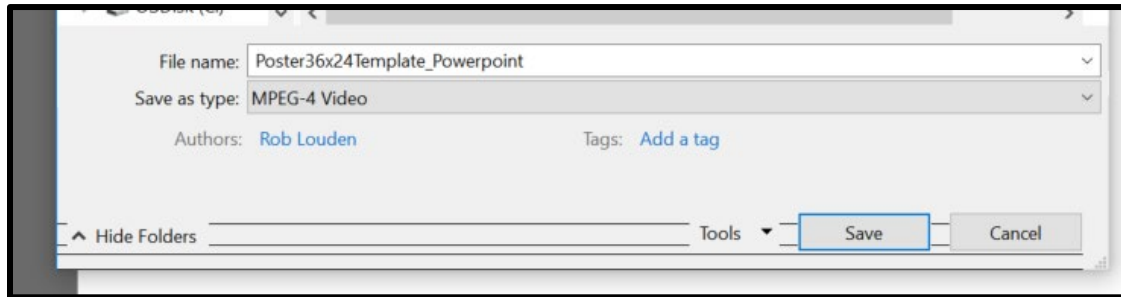 File name: Poster36x24Template_Powerpoint
Save as type: MPEG-4 Video
Authors: Rob Louden Tags: Add a tag
Hide Folders Tools Save Cancel